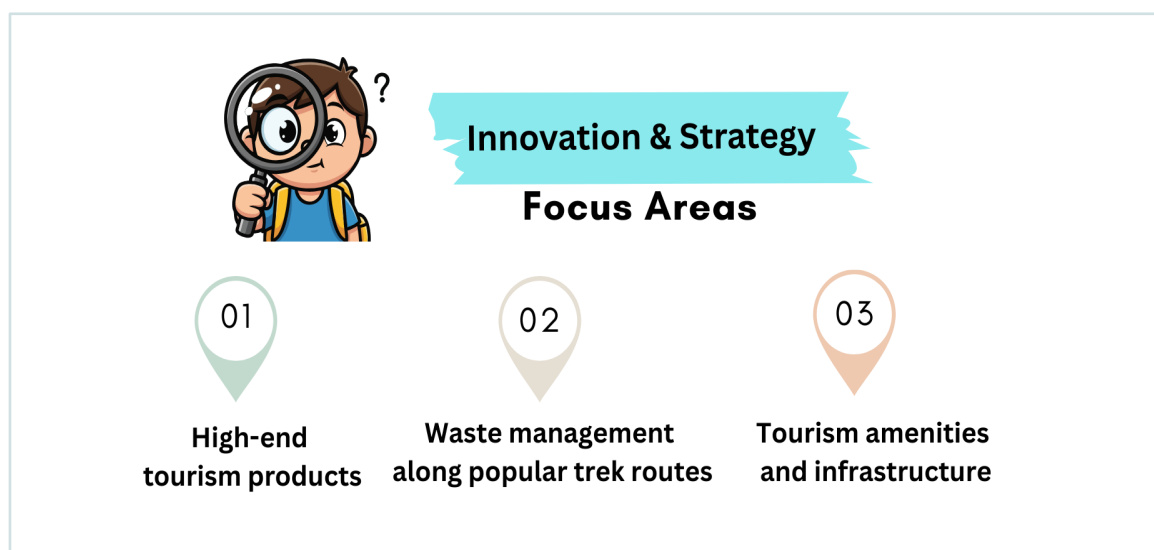 ?
Innovation & Strategy
Focus Areas
01
02
03
High-end
tourism products
Waste management
along popular trek routes
Tourism amenities
and infrastructure